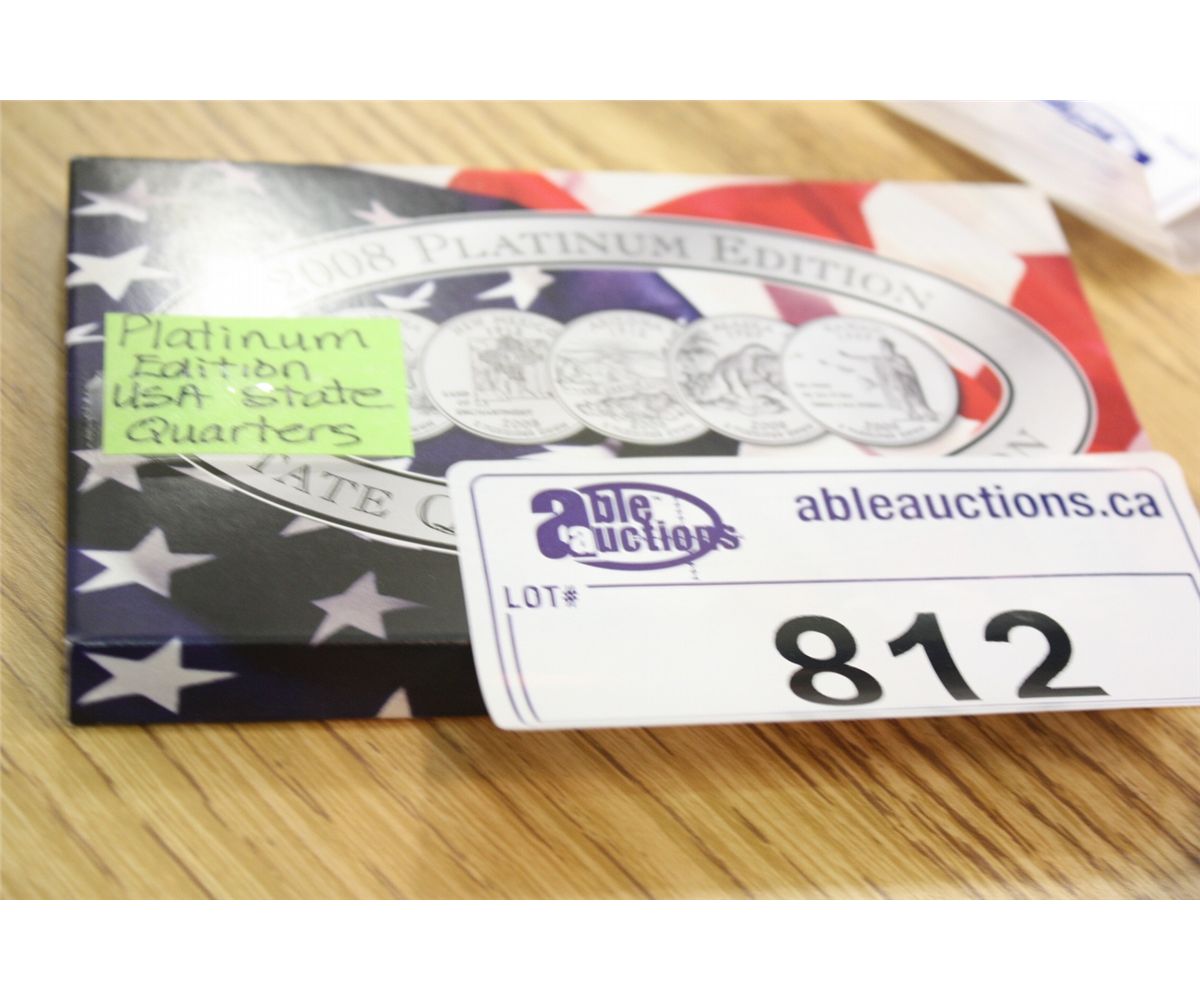 2008 PLATINUM EDITION
Platinum
Edition
USA State
Quarters
able
auctions
ableauctions.ca
LOT#
812